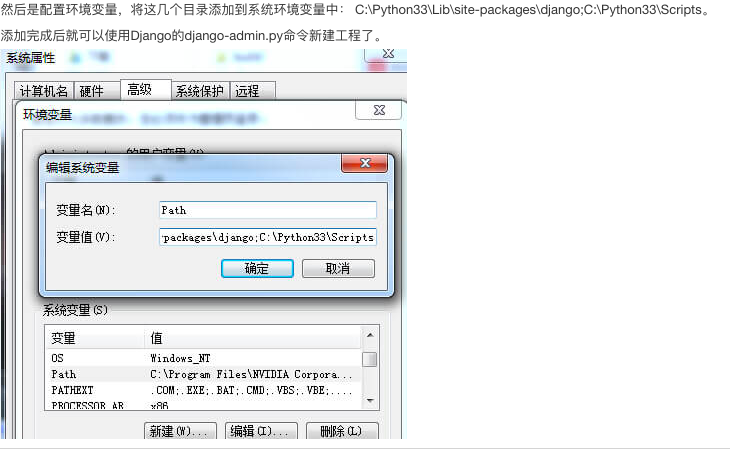 然后是配置环境变量，将这几个目录添加到系统环境变量中： C:\Python33\Lib\site-packages\django;C:\Python33\Scripts。
添加完成后就可以使用Django的django-admin.py命令新建工程了。
系统属性
计算机名 硬件 高级 系统保护 远程
环境变量
的用户变量(U)
编辑系统变量
变量名(N): Path
变量值(V): packages\django;C:\Python33\Scripts
确定 取消
系统变量(S)
变量 值
OS Windows_NT
Path C:\Program Files\NVIDIA Corpora...
PATHEXT .COM;.EXE;.BAT;.CMD;.VBS;.VBE;....
PROCESSOR_AR x86
新建(W)... 编辑(I)... 删除(L)